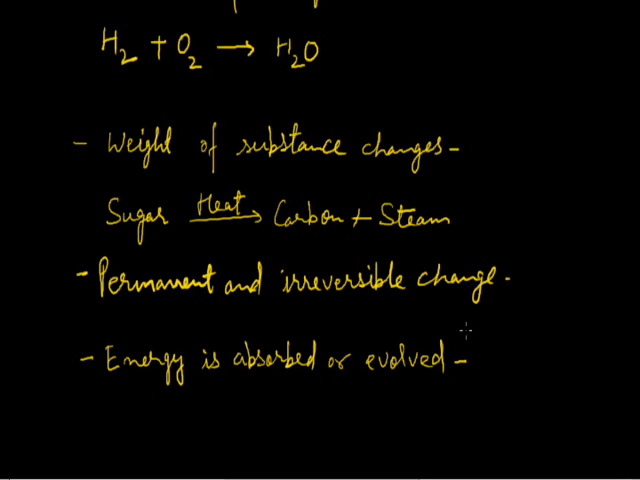 H₂ + O₂ → H₂O
- Weight of substance changes -
Sugar Heat→ Carbon + Steam
- Permanent and irreversible change.
- Energy is absorbed or evolved -